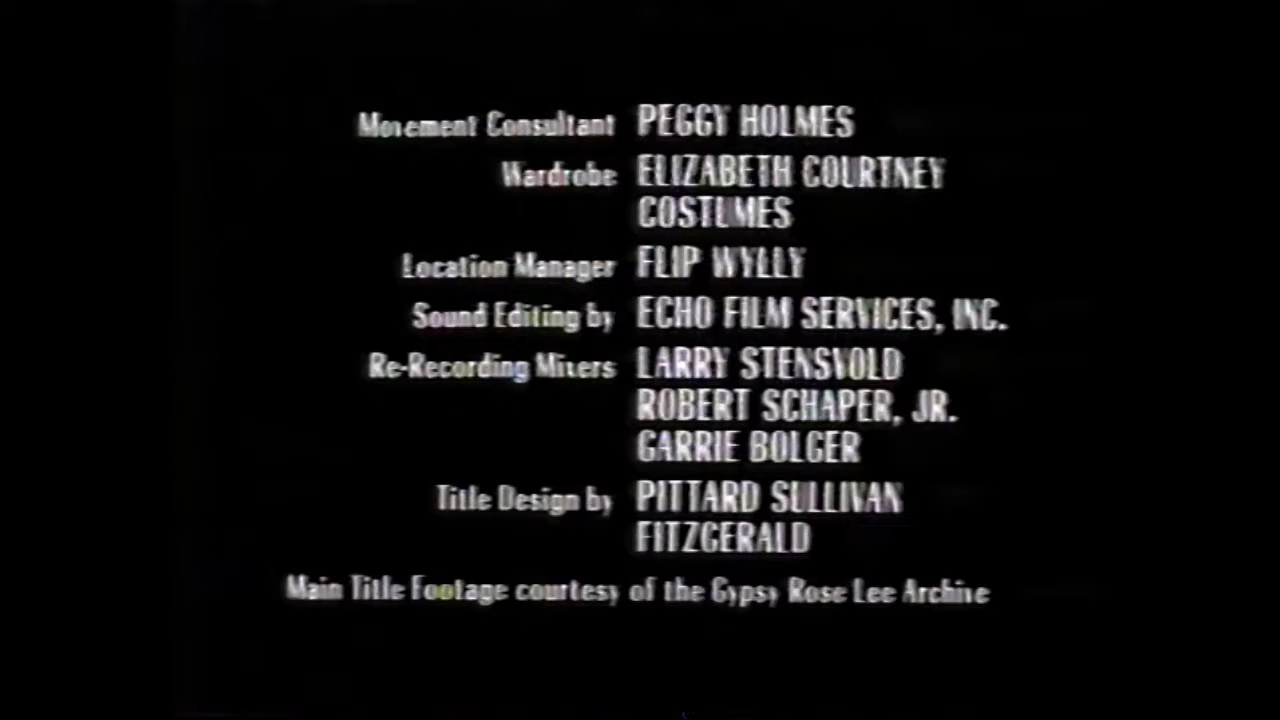 Movement Consultant PEGGY HOLMES
Wardrobe ELIZABETH COURTNEY
COSTUMES
Location Manager FLIP WYLLY
Sound Editing by ECHO FILM SERVICES, INC.
Re-Recording Mixers LARRY STENSVOLD
ROBERT SCHAPER, JR.
GARRIE BOLGER
Title Design by PITTARD SULLIVAN
FITZGERALD
Main Title Footage courtesy of the Gypsy Rose Lee Archive